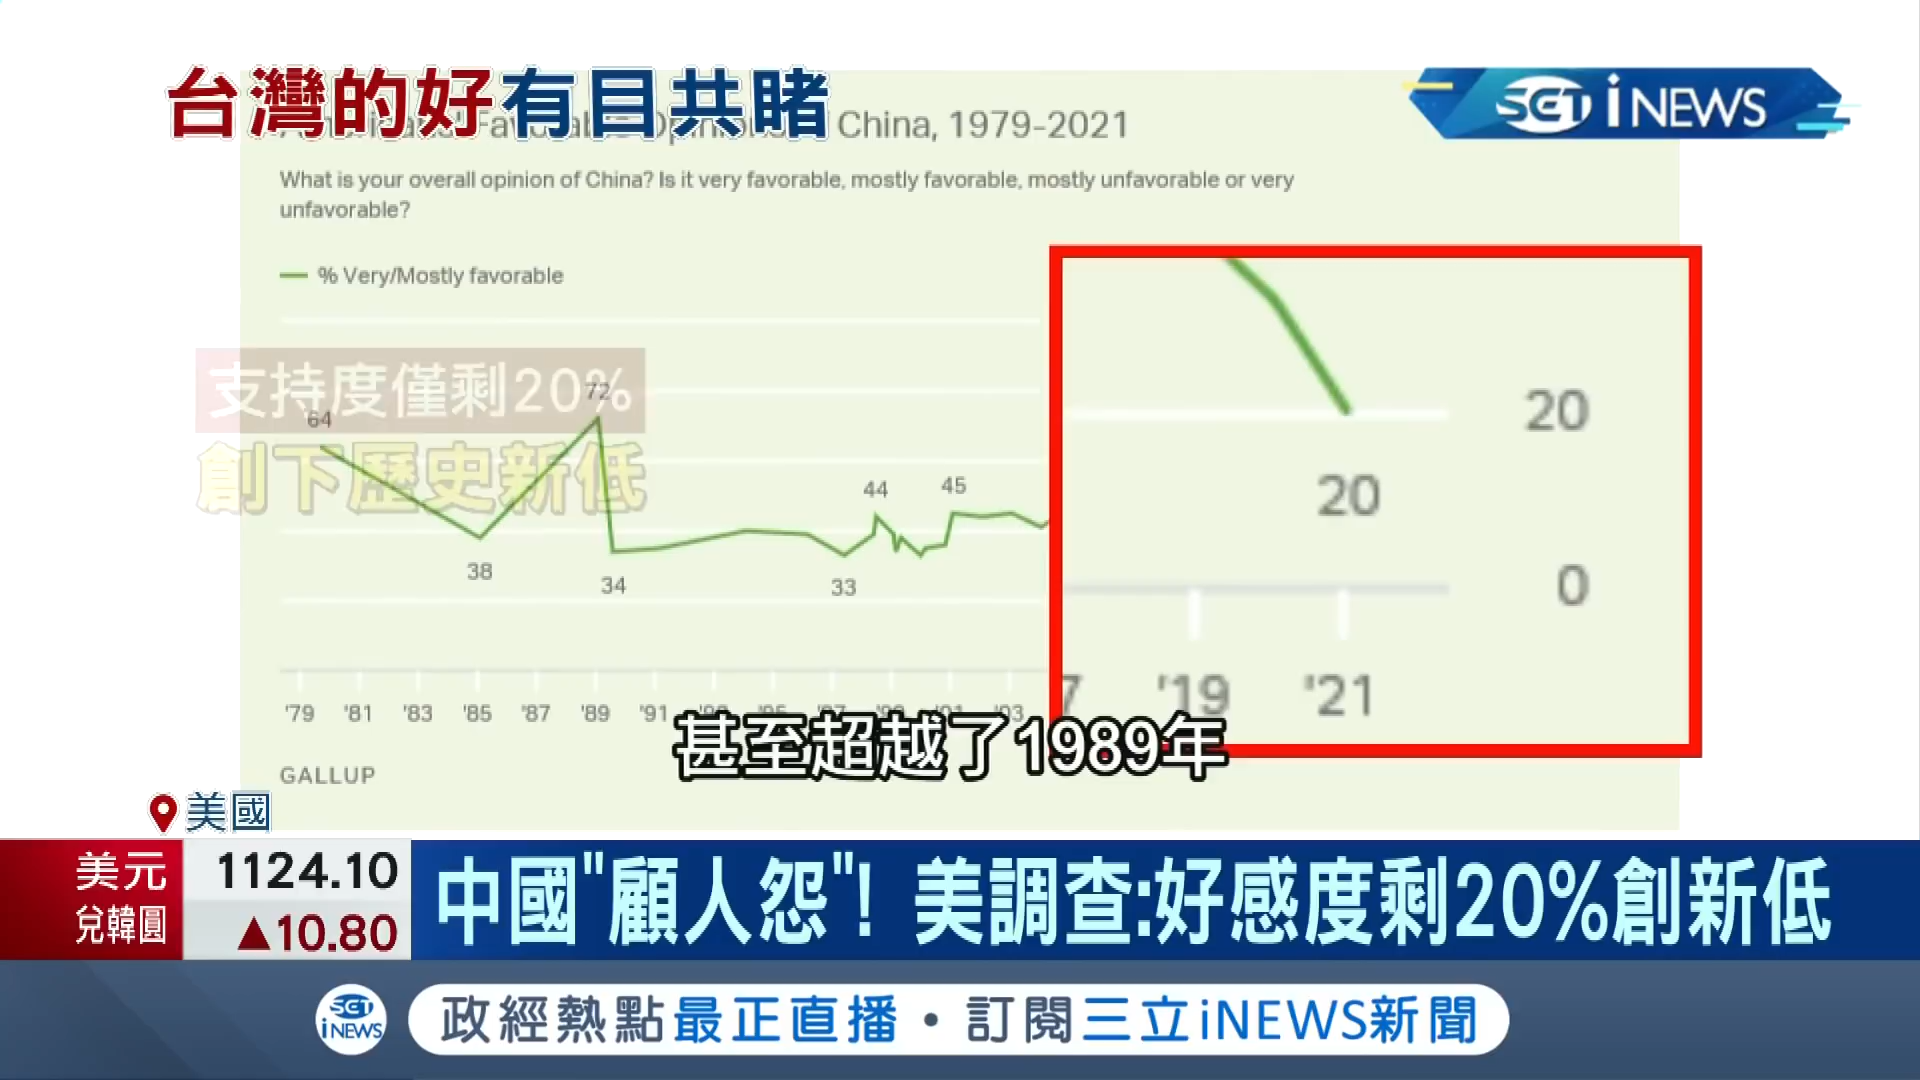 台灣的好有目共睹
China, 1979-2021
SET iNEWS
What is your overall opinion of China? Is it very favorable, mostly favorable, mostly unfavorable or very
unfavorable?
% Very/Mostly favorable
支持度僅剩20%
創下歷史新低
64
72
38
34
33
44
45
20
20
0
'79 '81 '83 '85 '87 '89 '91 '01 '03
'19 '21
甚至超越了1989年
GALLUP
美國
美元
兌韓圓
1124.10
▲10.80
中國"顧人怨"! 美調查:好感度剩20%創新低
SET iNEWS
政經熱點最正直播·訂閱三立iNEWS新聞